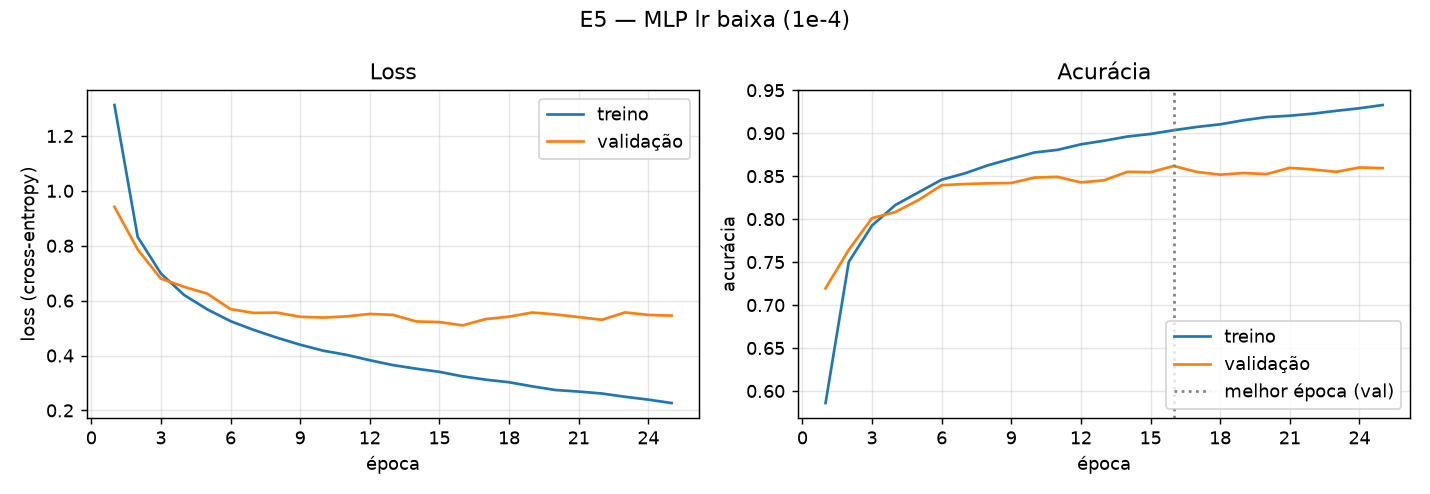 E5 — MLP lr baixa (1e-4)
Loss
loss (cross-entropy)
1.2
1.0
0.8
0.6
0.4
0.2
treino
validação
0 3 6 9 12 15 18 21 24
época
Acurácia
acurácia
0.95
0.90
0.85
0.80
0.75
0.70
0.65
0.60
treino
validação
melhor época (val)
0 3 6 9 12 15 18 21 24
época